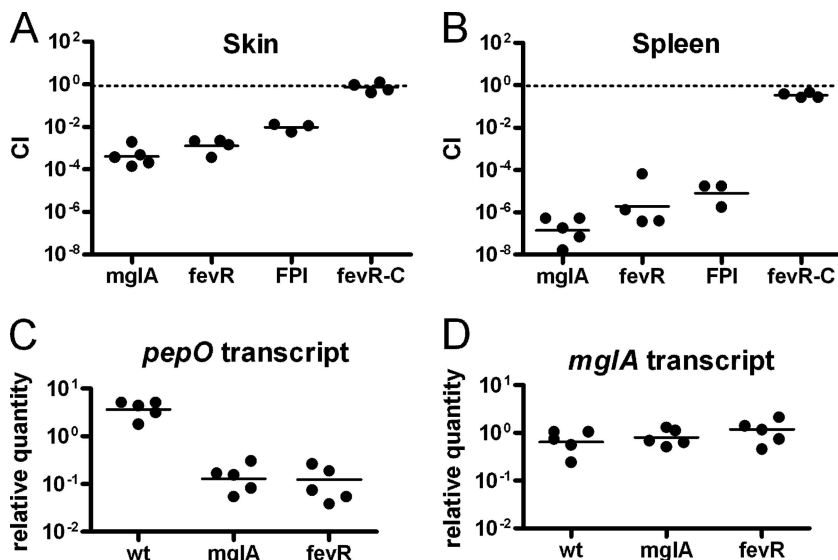 A
Skin
CI
10^2
10^0
10^-2
10^-4
10^-6
10^-8
mglA fevR FPI fevR-C
B
Spleen
CI
10^2
10^0
10^-2
10^-4
10^-6
10^-8
mglA fevR FPI fevR-C
C
pepO transcript
relative quantity
10^1
10^0
10^-1
10^-2
wt mglA fevR
D
mglA transcript
relative quantity
10^1
10^0
10^-1
10^-2
wt mglA fevR